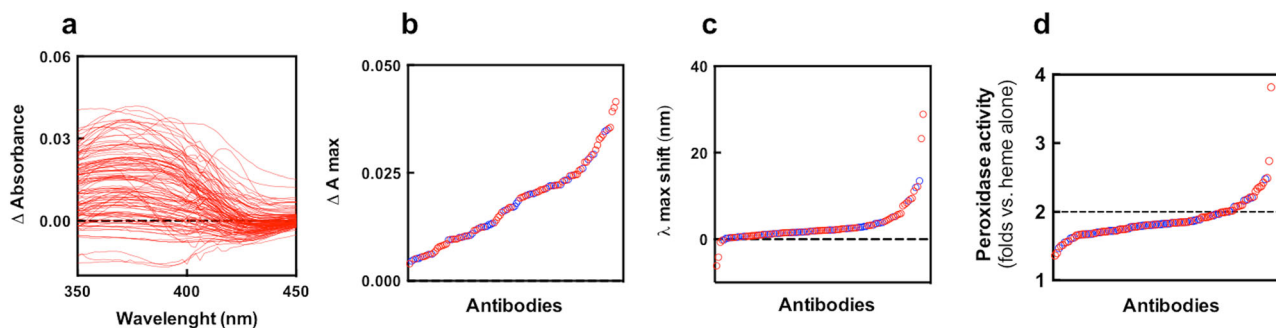 a
Δ Absorbance
0.06
0.03
0.00
350
400
450
Wavelenght (nm)
b
Δ A max
0.050
0.025
0.000
Antibodies
c
λ max shift (nm)
40
20
0
Antibodies
d
Peroxidase activity
(folds vs. heme alone)
4
3
2
1
Antibodies